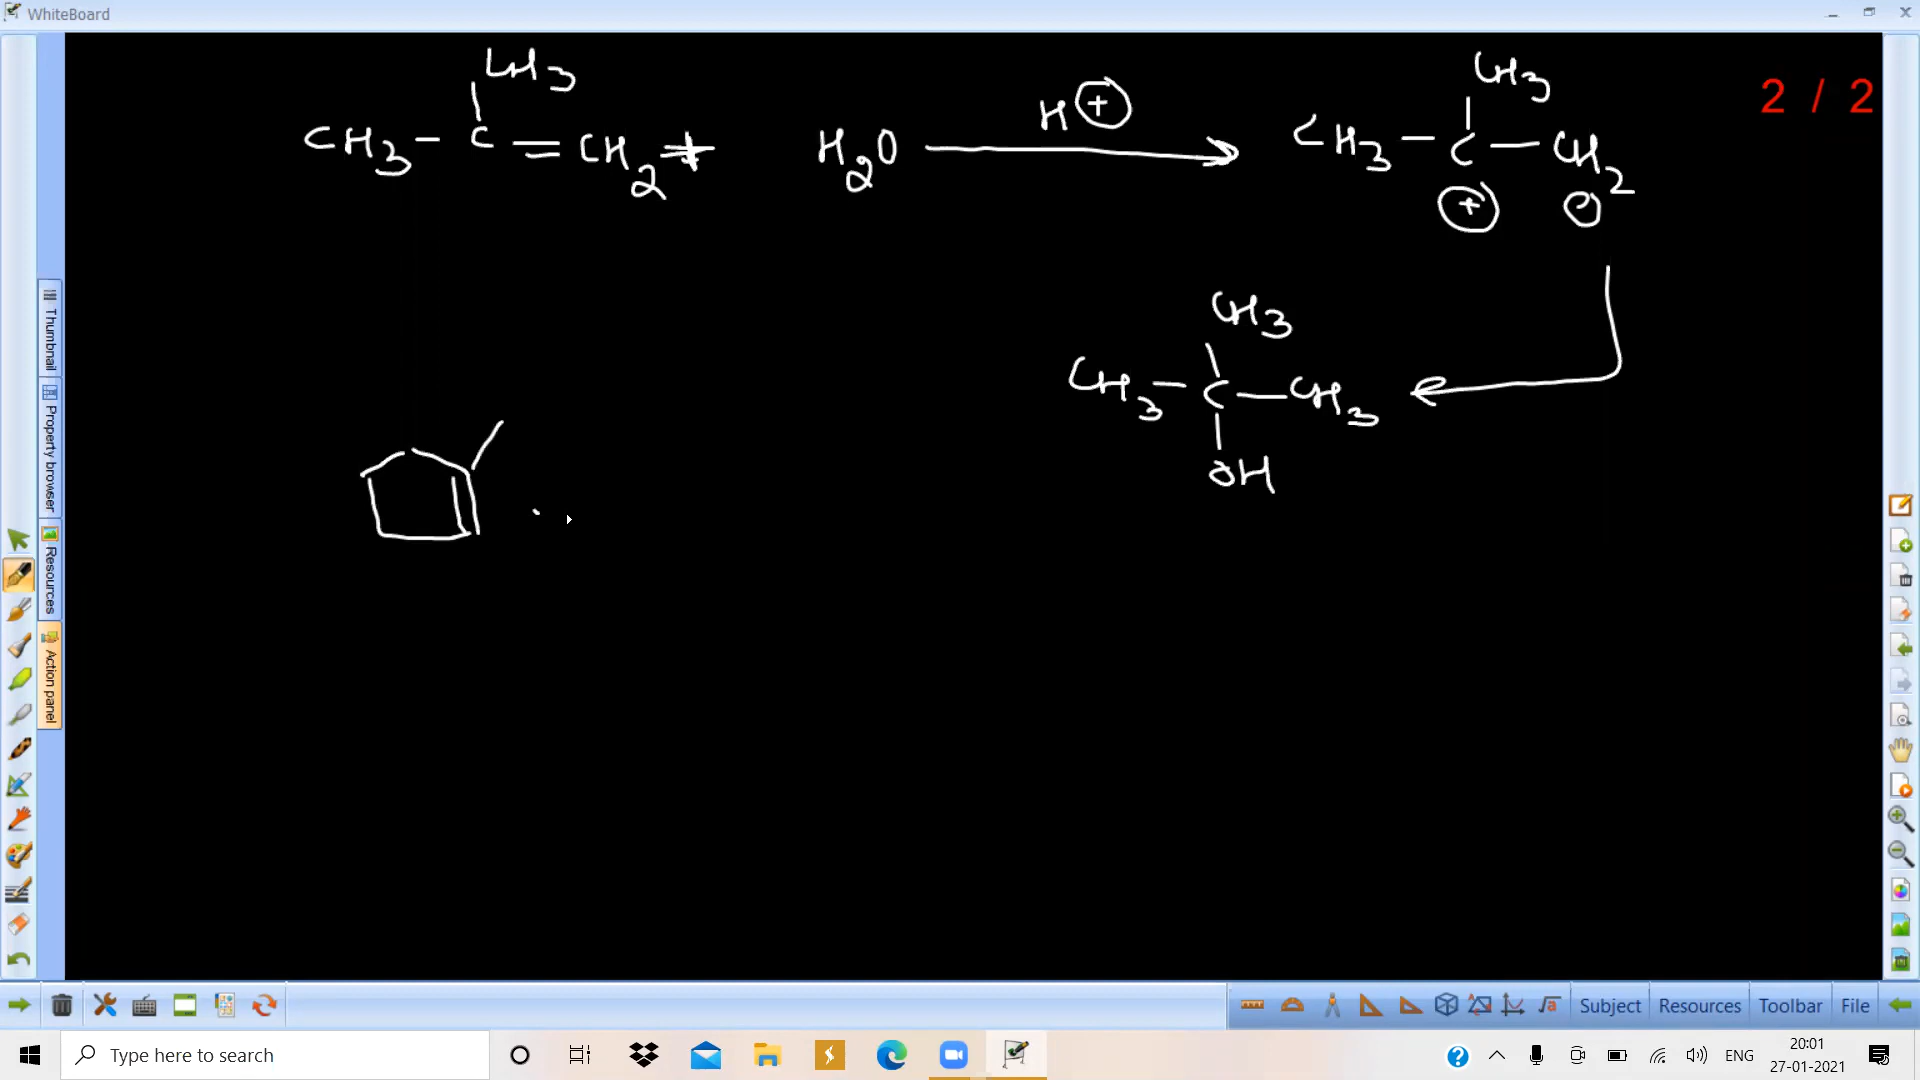 WhiteBoard
2 / 2
CH3
CH3 - C = CH2 + H2O H+
CH3
CH3 - C - CH2
+
CH3
CH3 - C - CH3
OH
Thumbnail
Property browser
Resources
Action panel
Subject Resources Toolbar File
Type here to search
ENG
20:01
27-01-2021